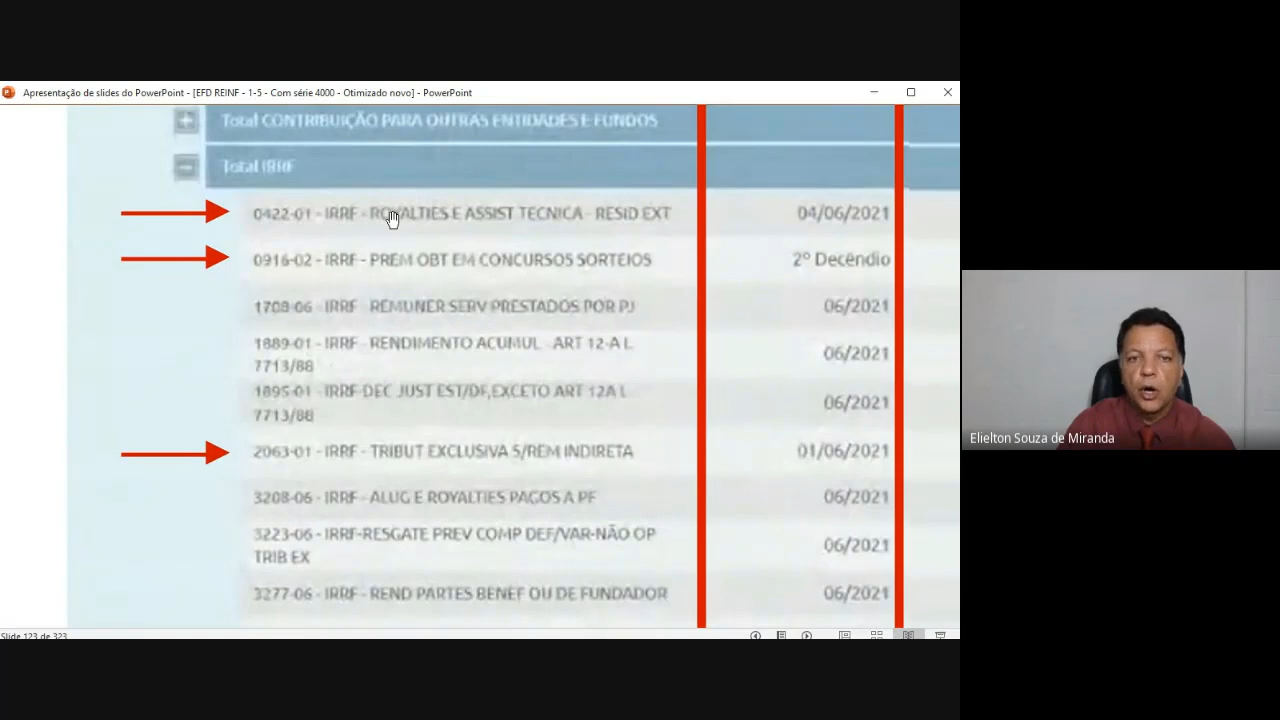 Apresentação de slides do PowerPoint - [EFD REINF - 1-5 - Com série 4000 - Otimizado novo] - PowerPoint
Total CONTRIBUIÇÃO PARA OUTRAS ENTIDADES E FUNDOS
Total IRRF
0422-01 - IRRF - ROYALTIES E ASSIST TECNICA - RESID EXT 04/06/2021
0916-02 - IRRF - PREM OBT EM CONCURSOS SORTEIOS 2º Decêndio
1708-06 - IRRF - REMUNER SERV PRESTADOS POR PJ 06/2021
1889-01 - IRRF - RENDIMENTO ACUMUL - ART 12-A L
7713/88 06/2021
1895-01 - IRRF-DEC JUST EST/DF,EXCETO ART 12A L
7713/88 06/2021
2063-01 - IRRF - TRIBUT EXCLUSIVA S/REM INDIRETA 01/06/2021
3208-06 - IRRF - ALUG E ROYALTIES PAGOS A PF 06/2021
3223-06 - IRRF-RESGATE PREV COMP DEF/VAR-NÃO OP
TRIB EX 06/2021
3277-06 - IRRF - REND PARTES BENEF OU DE FUNDADOR 06/2021
Slide 123 de 323
Elielton Souza de Miranda